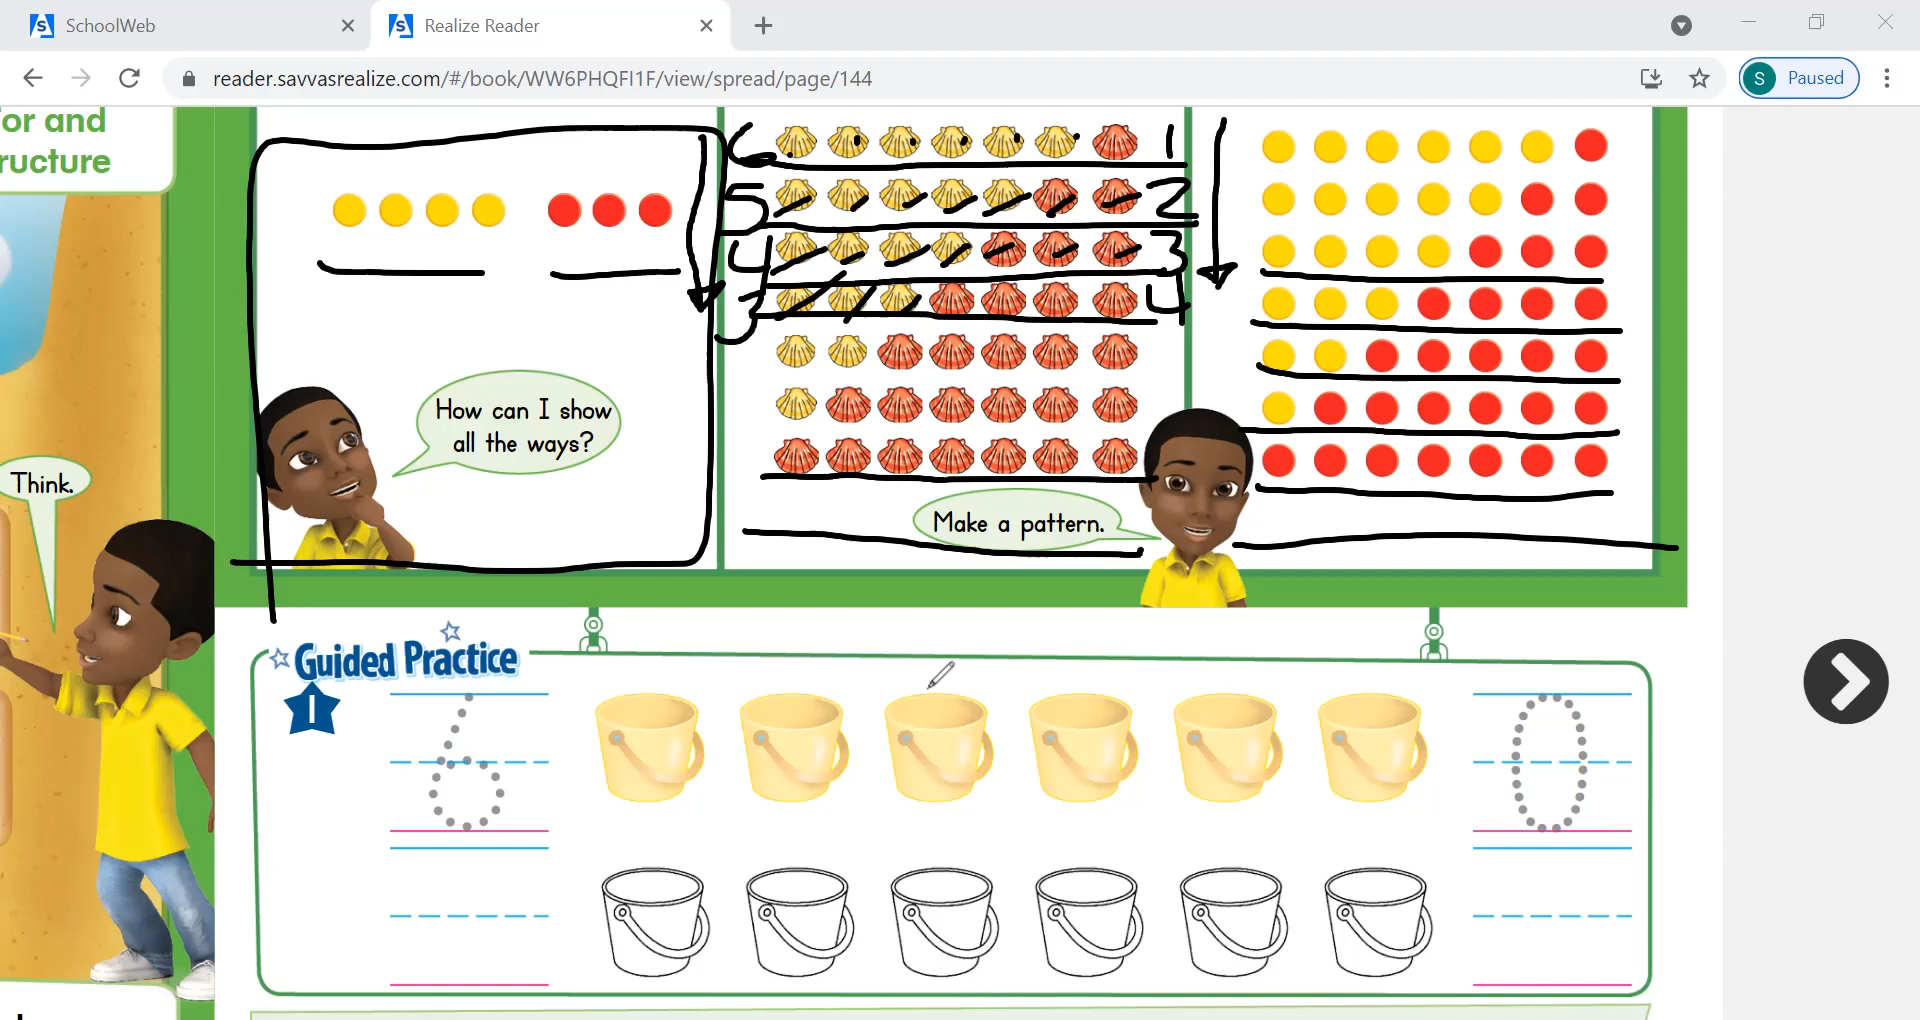 SchoolWeb
Realize Reader
reader.savvasrealize.com/#/book/WW6PHQFI1F/view/spread/page/144
S Paused
or and
ructure
6 1
5 2
4 3
3 4
How can I show
all the ways?
Think.
Make a pattern.
Guided Practice
1
6 0